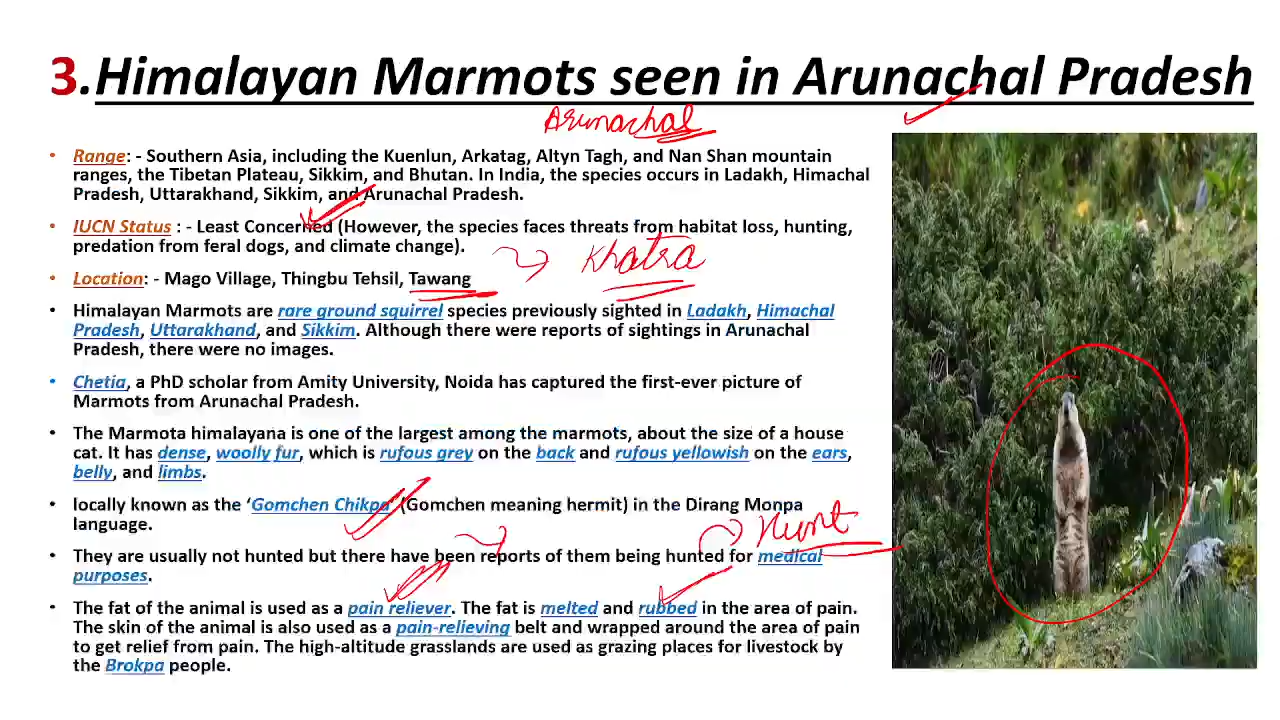 3.Himalayan Marmots seen in Arunachal Pradesh
Arunachal
• Range: - Southern Asia, including the Kuenlun, Arkatag, Altyn Tagh, and Nan Shan mountain
ranges, the Tibetan Plateau, Sikkim, and Bhutan. In India, the species occurs in Ladakh, Himachal
Pradesh, Uttarakhand, Sikkim, and Arunachal Pradesh.
• IUCN Status : - Least Concerned (However, the species faces threats from habitat loss, hunting,
predation from feral dogs, and climate change).
Khatra
• Location: - Mago Village, Thingbu Tehsil, Tawang
• Himalayan Marmots are rare ground squirrel species previously sighted in Ladakh, Himachal
Pradesh, Uttarakhand, and Sikkim. Although there were reports of sightings in Arunachal
Pradesh, there were no images.
• Chetia, a PhD scholar from Amity University, Noida has captured the first-ever picture of
Marmots from Arunachal Pradesh.
• The Marmota himalayana is one of the largest among the marmots, about the size of a house
cat. It has dense, woolly fur, which is rufous grey on the back and rufous yellowish on the ears,
belly, and limbs.
• locally known as the ‘Gomchen Chikpa’ (Gomchen meaning hermit) in the Dirang Monpa
language.
Hunt
• They are usually not hunted but there have been reports of them being hunted for medical
purposes.
• The fat of the animal is used as a pain reliever. The fat is melted and rubbed in the area of pain.
The skin of the animal is also used as a pain-relieving belt and wrapped around the area of pain
to get relief from pain. The high-altitude grasslands are used as grazing places for livestock by
the Brokpa people.